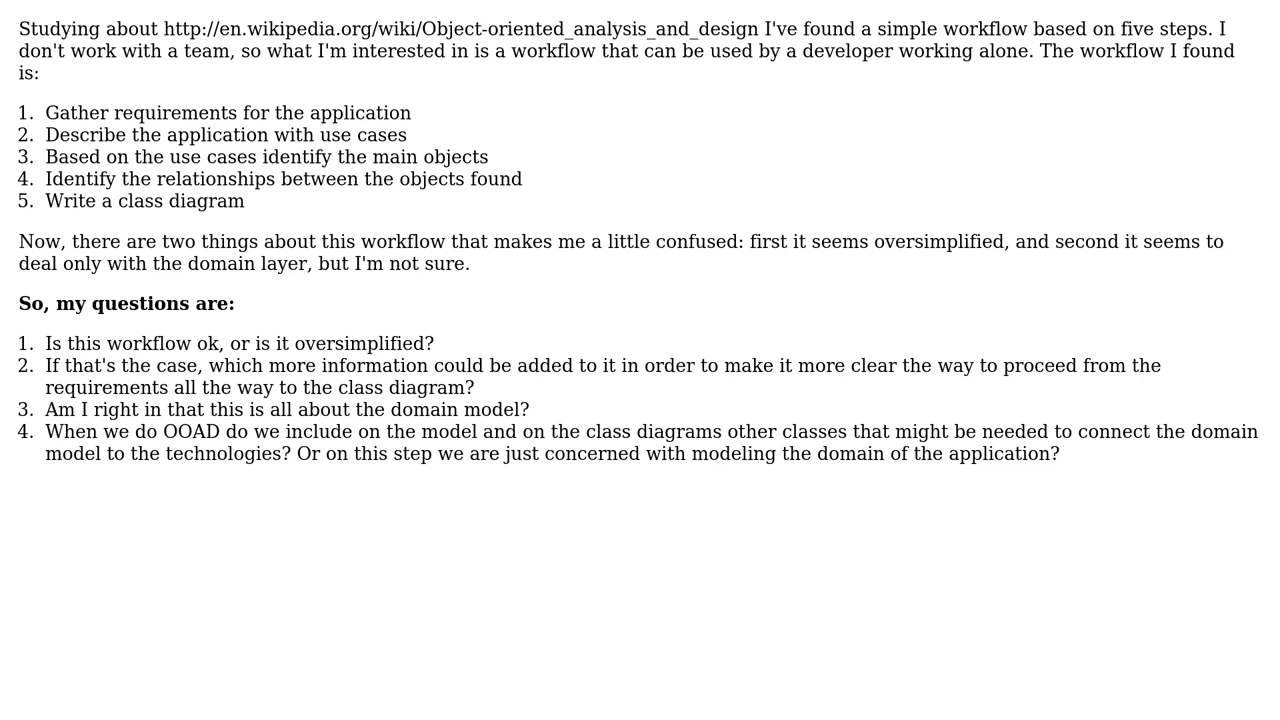 Studying about http://en.wikipedia.org/wiki/Object-oriented_analysis_and_design I've found a simple workflow based on five steps. I
don't work with a team, so what I'm interested in is a workflow that can be used by a developer working alone. The workflow I found
is:
1. Gather requirements for the application
2. Describe the application with use cases
3. Based on the use cases identify the main objects
4. Identify the relationships between the objects found
5. Write a class diagram
Now, there are two things about this workflow that makes me a little confused: first it seems oversimplified, and second it seems to
deal only with the domain layer, but I'm not sure.
So, my questions are:
1. Is this workflow ok, or is it oversimplified?
2. If that's the case, which more information could be added to it in order to make it more clear the way to proceed from the
requirements all the way to the class diagram?
3. Am I right in that this is all about the domain model?
4. When we do OOAD do we include on the model and on the class diagrams other classes that might be needed to connect the domain
model to the technologies? Or on this step we are just concerned with modeling the domain of the application?